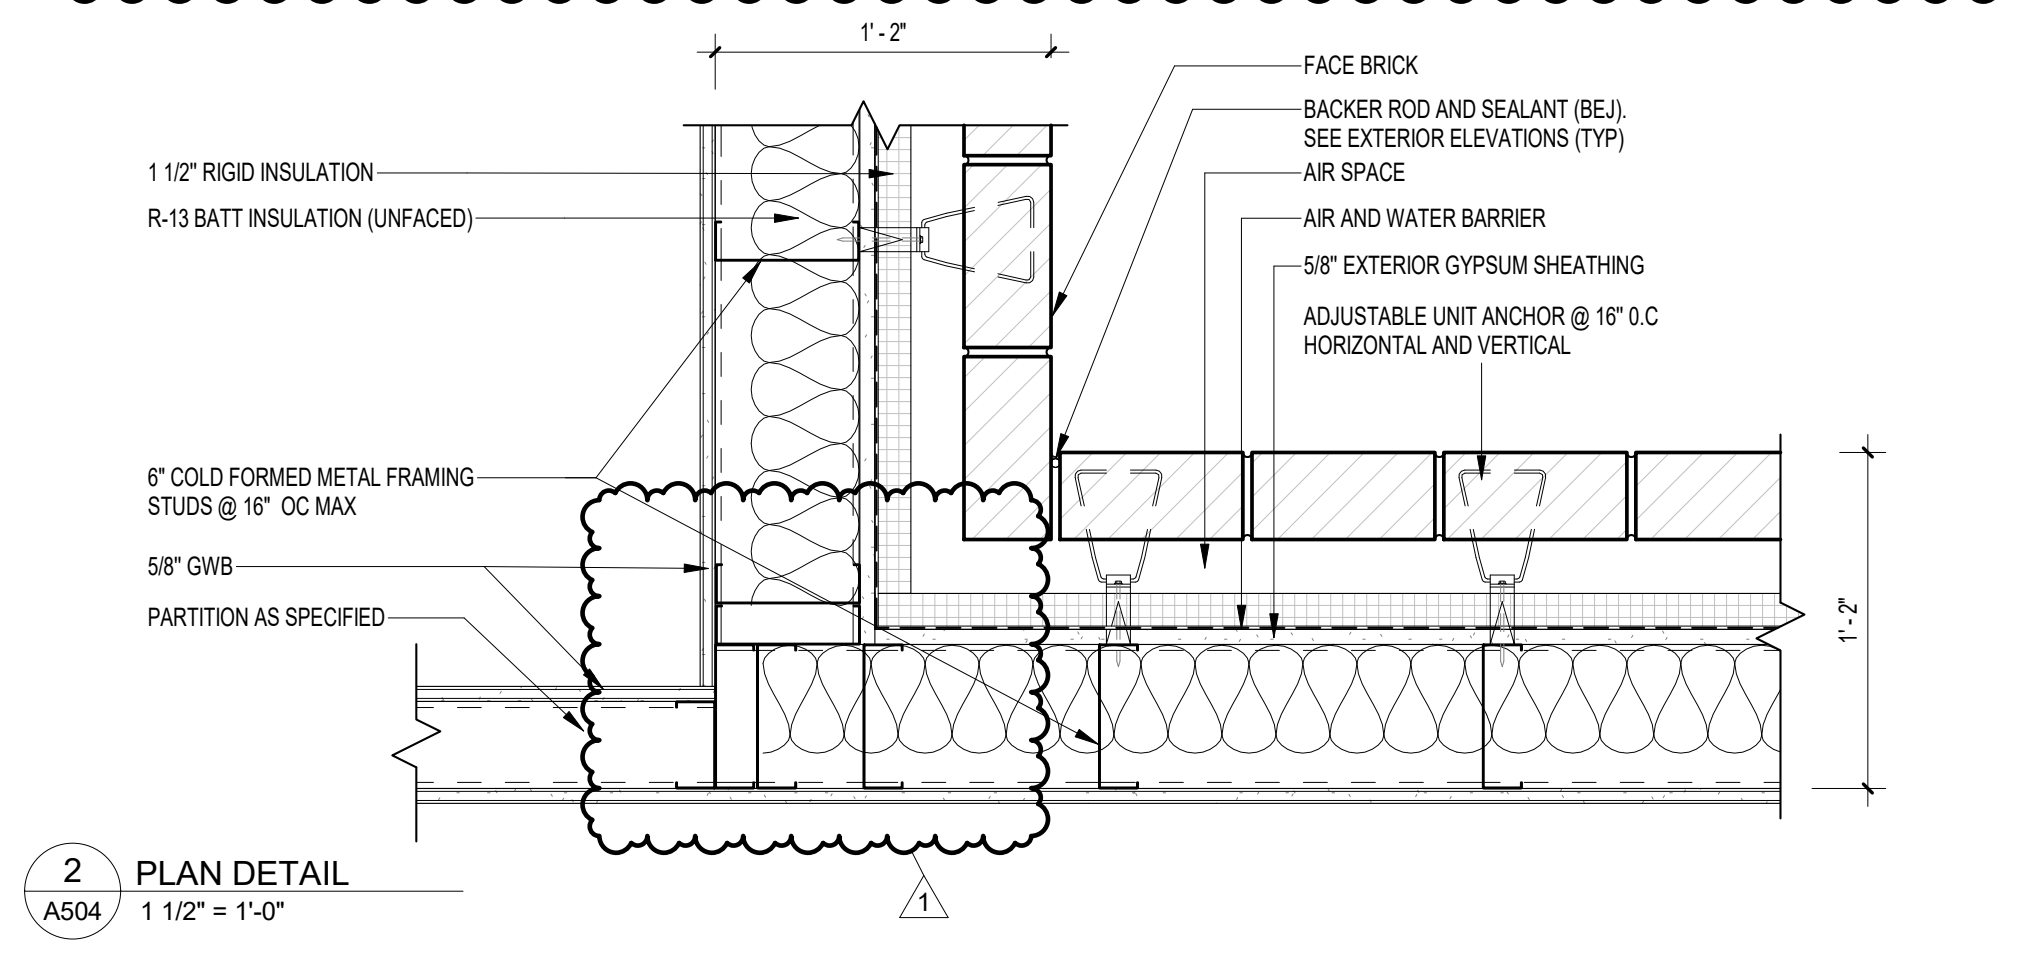 1' - 2"
FACE BRICK
BACKER ROD AND SEALANT (BEJ).
SEE EXTERIOR ELEVATIONS (TYP)
AIR SPACE
AIR AND WATER BARRIER
5/8" EXTERIOR GYPSUM SHEATHING
ADJUSTABLE UNIT ANCHOR @ 16" 0.C
HORIZONTAL AND VERTICAL
1 1/2" RIGID INSULATION
R-13 BATT INSULATION (UNFACED)
6" COLD FORMED METAL FRAMING
STUDS @ 16" OC MAX
5/8" GWB
PARTITION AS SPECIFIED
1' - 2"
2
A504
PLAN DETAIL
1 1/2" = 1'-0"
1